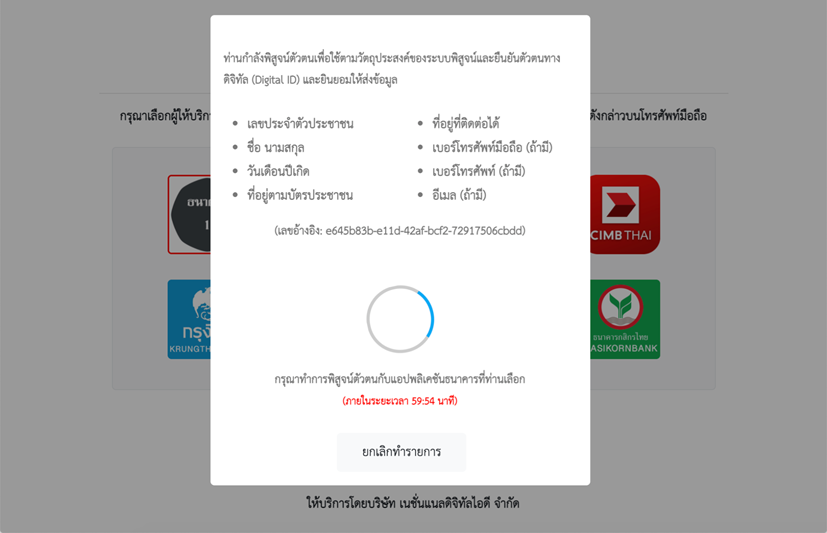 ท่านกำลังพิสูจน์ตัวตนเพื่อใช้ตามวัตถุประสงค์ของระบบพิสูจน์และยืนยันตัวตนทาง
ดิจิทัล (Digital ID) และยินยอมให้ส่งข้อมูล
กรุณาเลือกผู้ให้บริ
ดังกล่าวบนโทรศัพท์มือถือ
เลขประจำตัวประชาชน
ชื่อ นามสกุล
วันเดือนปีเกิด
ที่อยู่ตามบัตรประชาชน
ที่อยู่ที่ติดต่อได้
เบอร์โทรศัพท์มือถือ (ถ้ามี)
เบอร์โทรศัพท์ (ถ้ามี)
อีเมล (ถ้ามี)
(เลขอ้างอิง: e645b83b-e11d-42af-bcf2-72917506cbdd)
CIMB THAI
กรุง
KRUNGTH
ธนาคารกสิกรไทย
ASIKORNBANK
กรุณาทำการพิสูจน์ตัวตนกับแอปพลิเคชันธนาคารที่ท่านเลือก
(ภายในระยะเวลา 59:54 นาที)
ยกเลิกทำรายการ
ให้บริการโดยบริษัท เนชั่นแนลดิจิทัลไอดี จำกัด